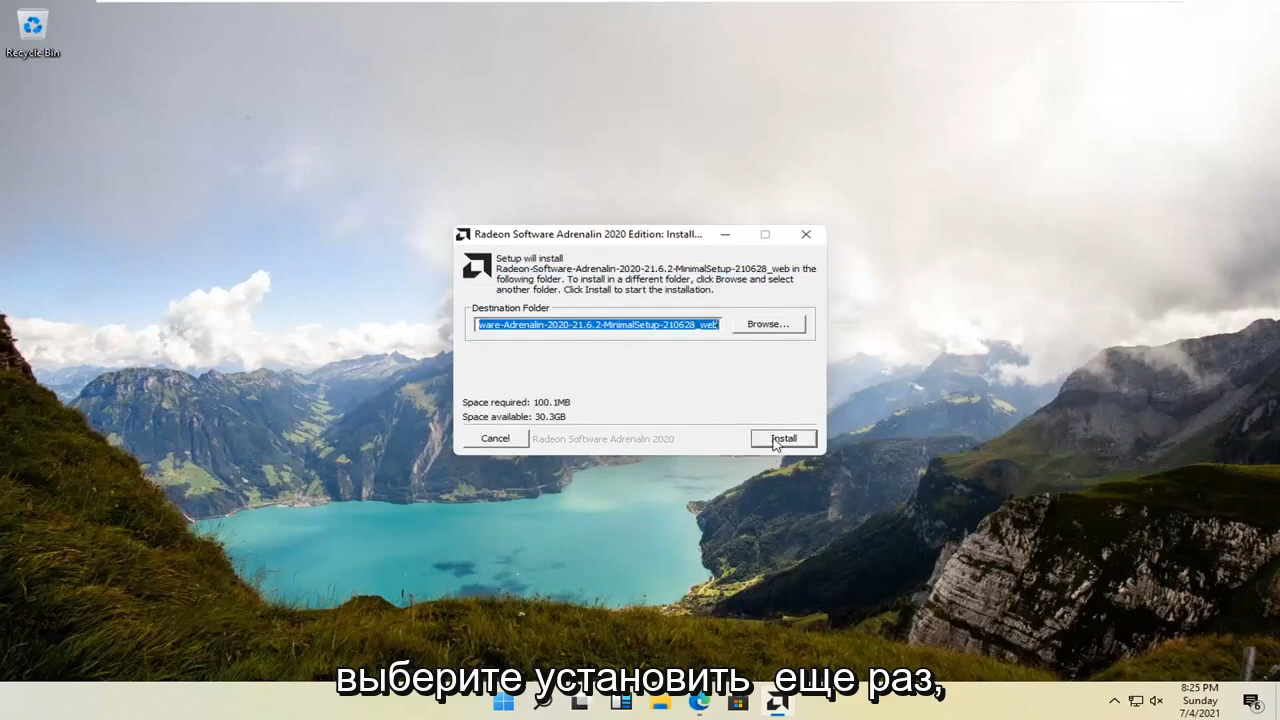 Recycle Bin
Radeon Software Adrenalin 2020 Edition: Install...
Setup will install
Radeon-Software-Adrenalin-2020-21.6.2-MinimalSetup-210628_web in the
following folder. To install in a different folder, click Browse and select
another folder. Click Install to start the installation.
Destination Folder
ware-Adrenalin-2020-21.6.2-MinimalSetup-210628_web
Browse...
Space required: 100.1MB
Space available: 30.3GB
Cancel
Radeon Software Adrenalin 2020
Install
выберите установить еще раз,
8:25 PM
Sunday
7/4/2021
6